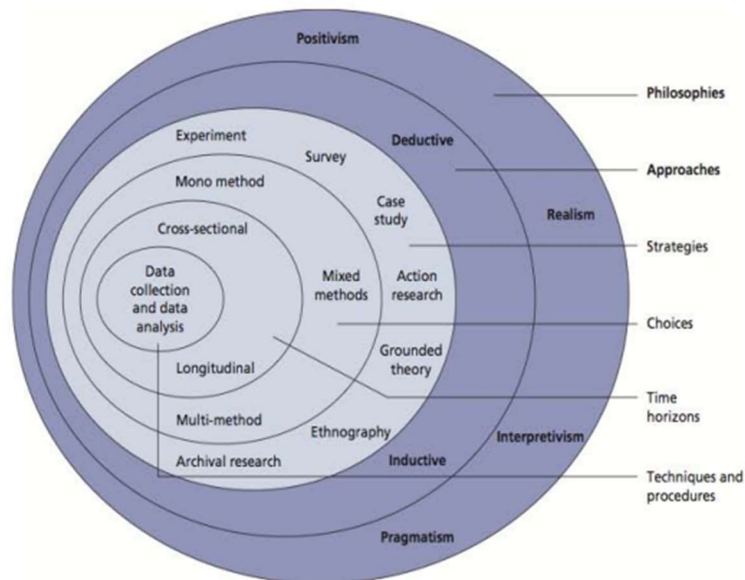 Positivism
Philosophies
Deductive
Experiment
Survey
Approaches
Mono method
Case
study
Realism
Cross-sectional
Strategies
Data
collection
and data
analysis
Mixed
methods
Action
research
Choices
Longitudinal
Grounded
theory
Time
horizons
Multi-method
Ethnography
Interpretivism
Archival research
Inductive
Techniques and
procedures
Pragmatism